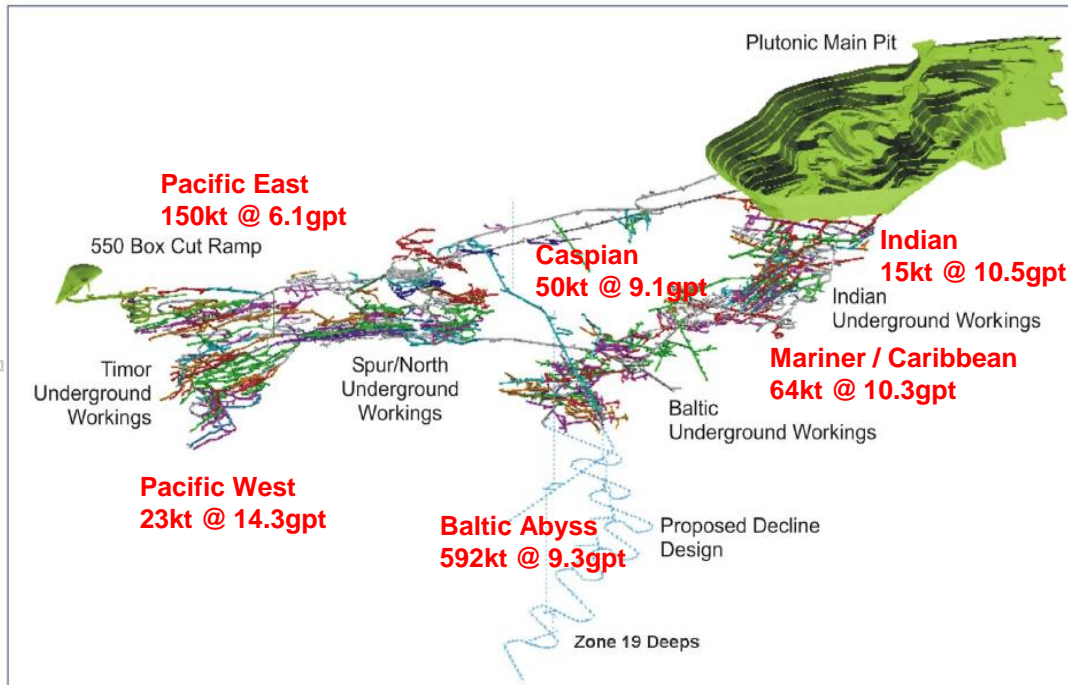 Plutonic Main Pit
Pacific East
150kt @ 6.1gpt
550 Box Cut Ramp
Caspian
50kt @ 9.1gpt
Indian
15kt @ 10.5gpt
Indian
Underground Workings
Mariner / Caribbean
64kt @ 10.3gpt
Timor
Underground
Workings
Spur/North
Underground
Workings
Baltic
Underground Workings
Pacific West
23kt @ 14.3gpt
Baltic Abyss
592kt @ 9.3gpt
Proposed Decline
Design
Zone 19 Deeps